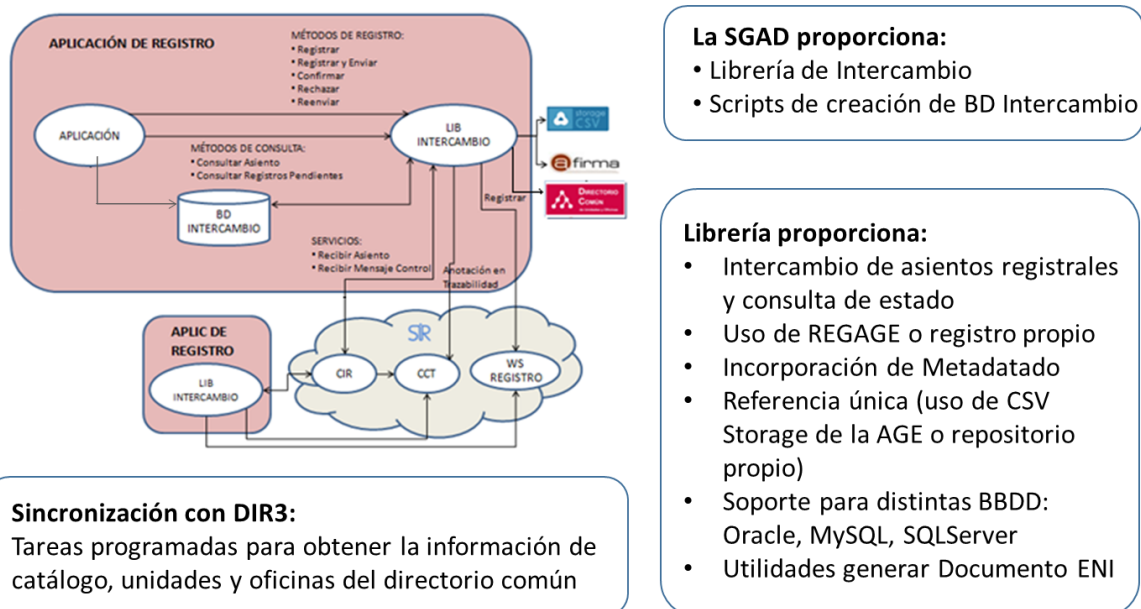 APLICACIÓN DE REGISTRO
MÉTODOS DE REGISTRO:
• Registrar
• Registrar y Enviar
• Confirmar
• Rechazar
• Reenviar
APLICACIÓN
LIB
INTERCAMBIO
storage
CSV
@firma
DIRECTORIO
COMÚN
MÉTODOS DE CONSULTA:
• Consultar Asiento
• Consultar Registros Pendientes
Registrar
BD
INTERCAMBIO
SERVICIOS:
• Recibir Asiento
• Recibir Mensaje Control
Anotación en
Trazabilidad
APLIC DE
REGISTRO
LIB
INTERCAMBIO
SIR
CIR
CCT
WS
REGISTRO
La SGAD proporciona:
• Librería de Intercambio
• Scripts de creación de BD Intercambio
Librería proporciona:
• Intercambio de asientos registrales
y consulta de estado
• Uso de REGAGE o registro propio
• Incorporación de Metadatado
• Referencia única (uso de CSV
Storage de la AGE o repositorio
propio)
• Soporte para distintas BBDD:
Oracle, MySQL, SQLServer
• Utilidades generar Documento ENI
Sincronización con DIR3:
Tareas programadas para obtener la información de
catálogo, unidades y oficinas del directorio común